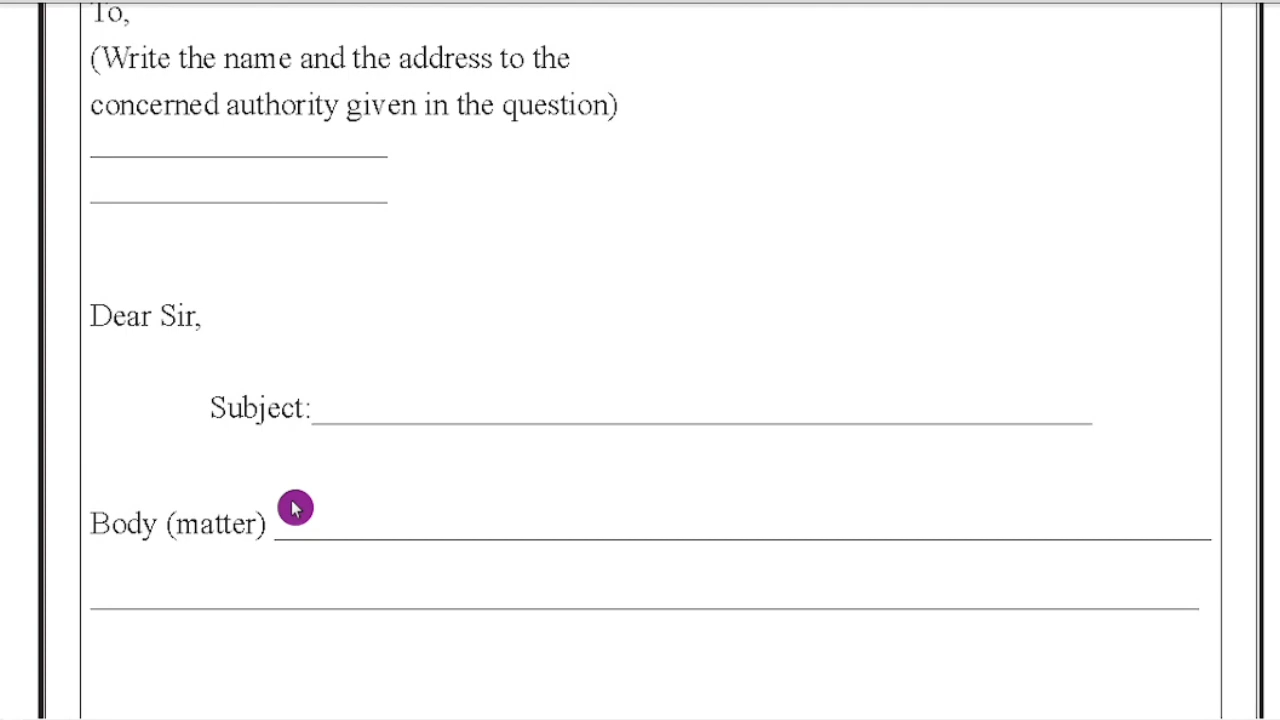 To,
(Write the name and the address to the
concerned authority given in the question)
Dear Sir,
Subject:
Body (matter)